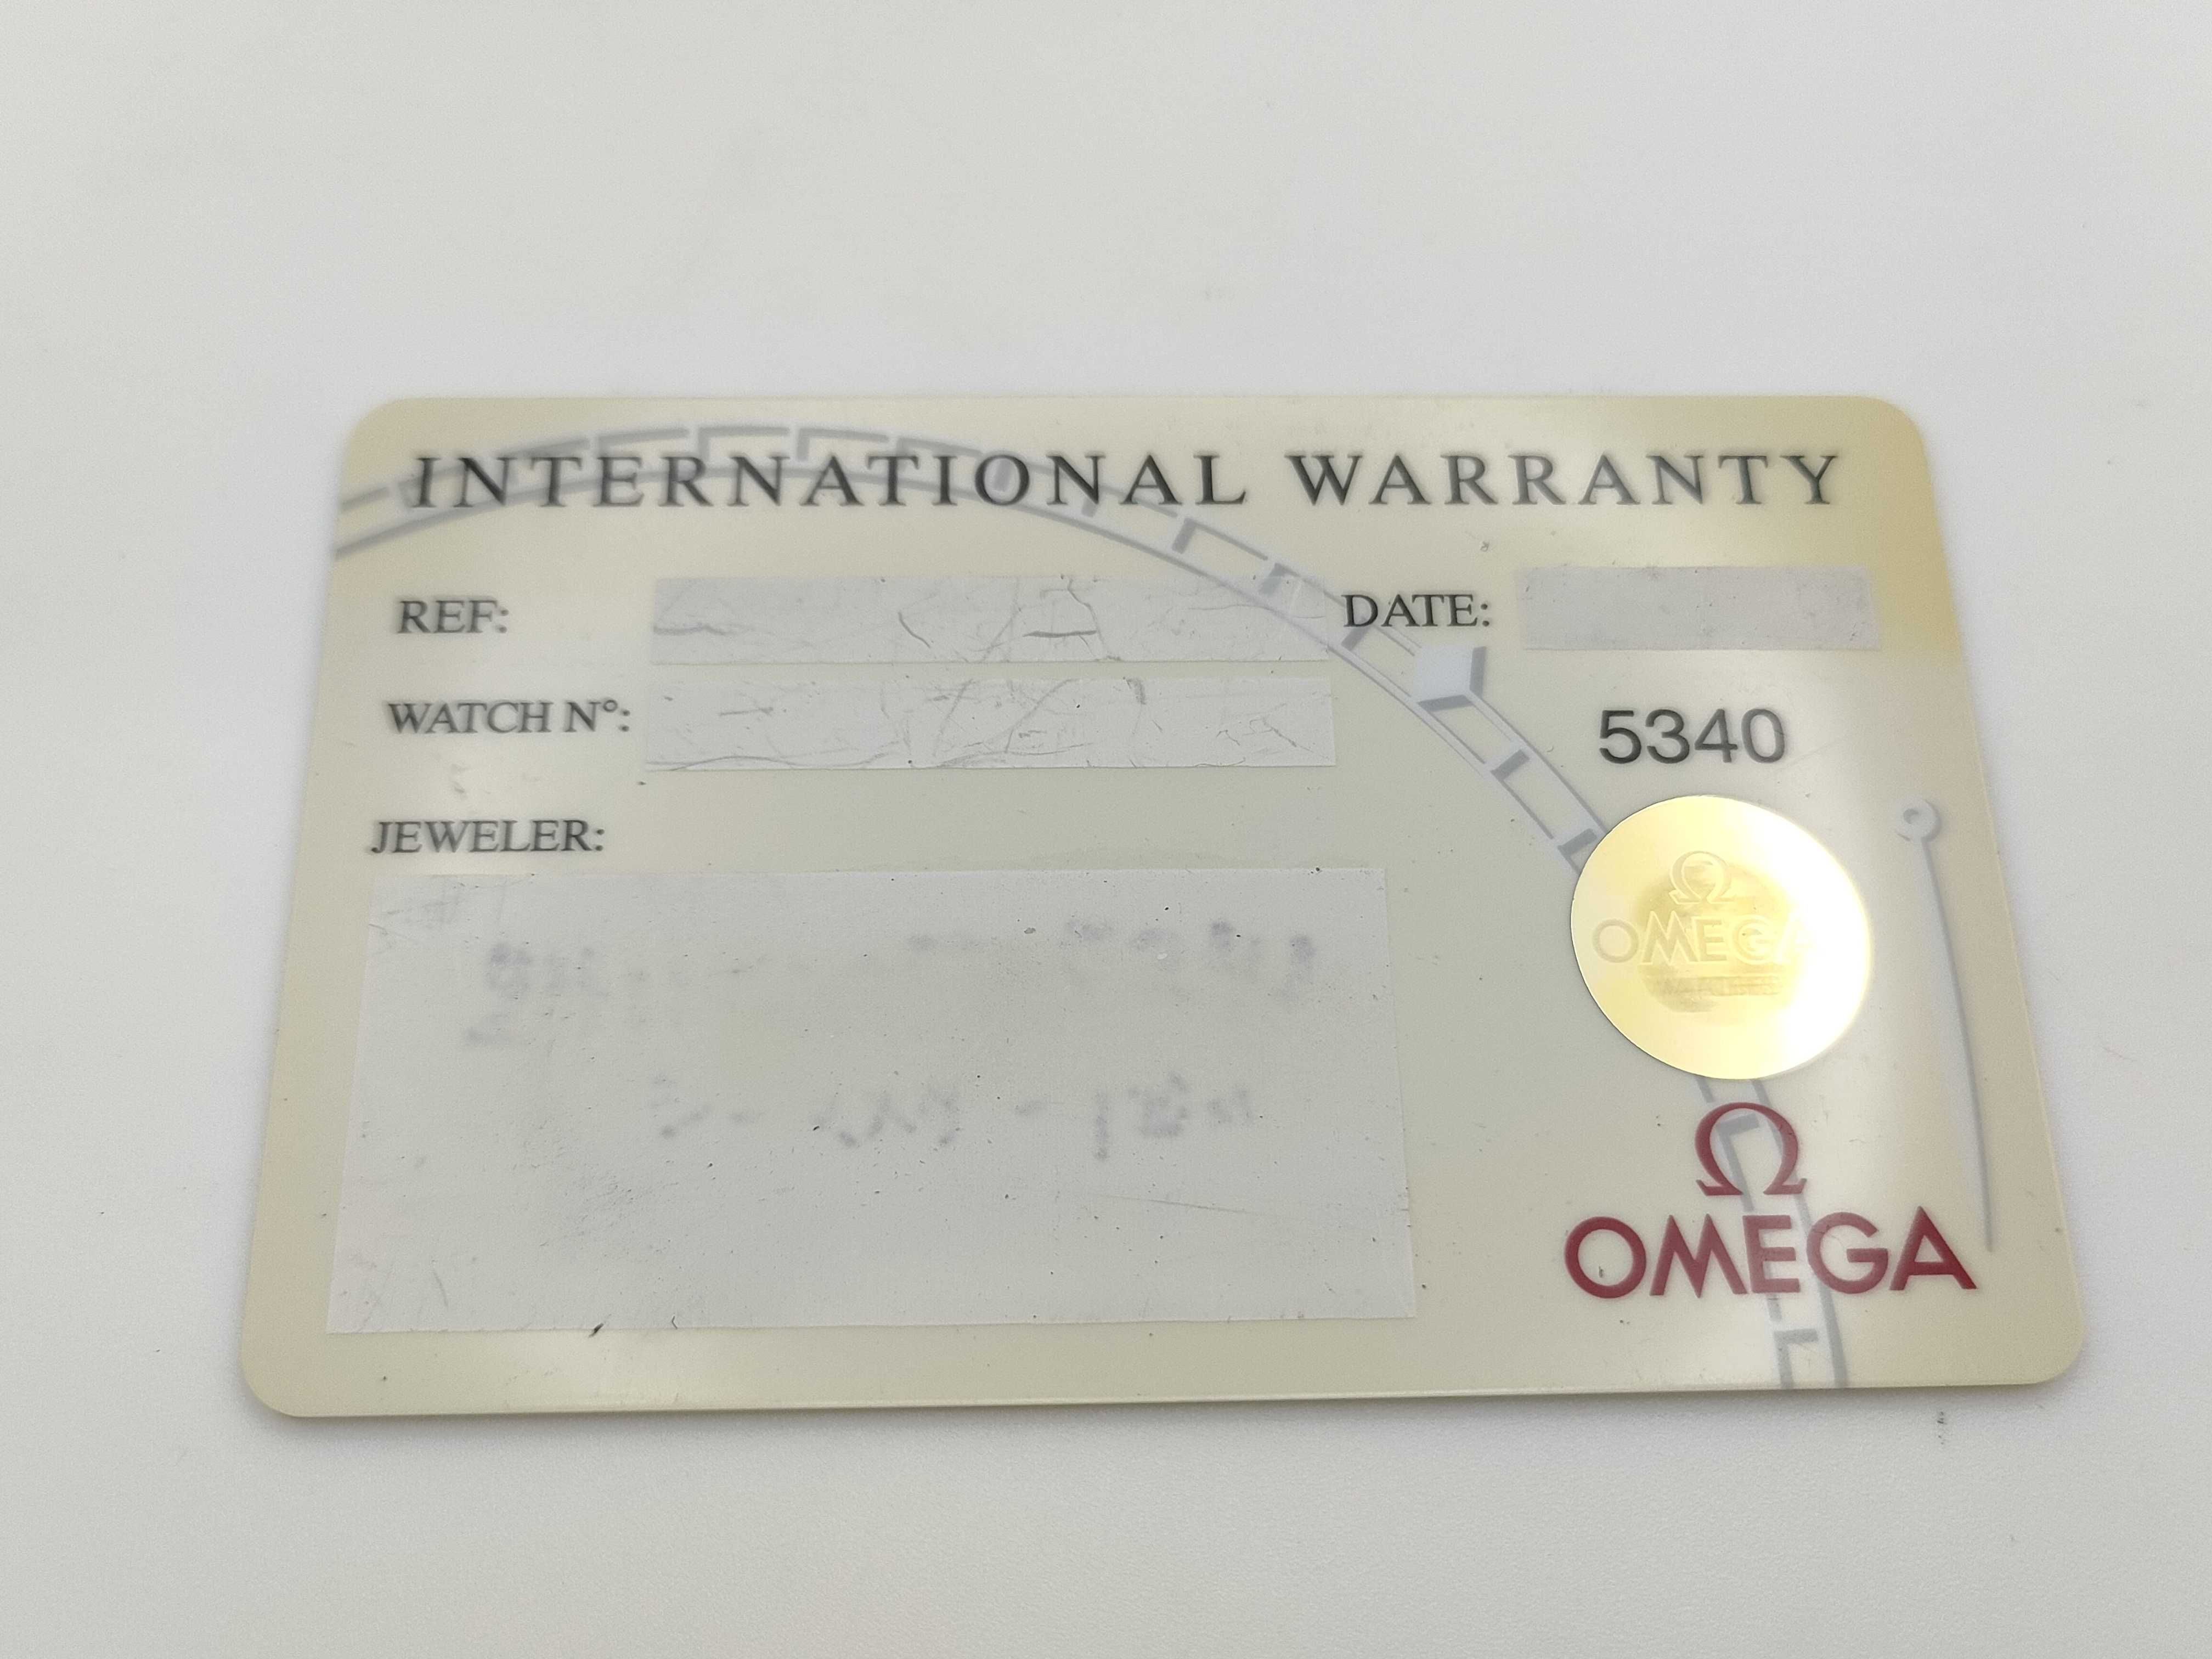 INTERNATIONAL WARRANTY
REF:
DATE:
WATCH N°:
5340
JEWELER:
Ω
OMEGA
Ω
OMEGA